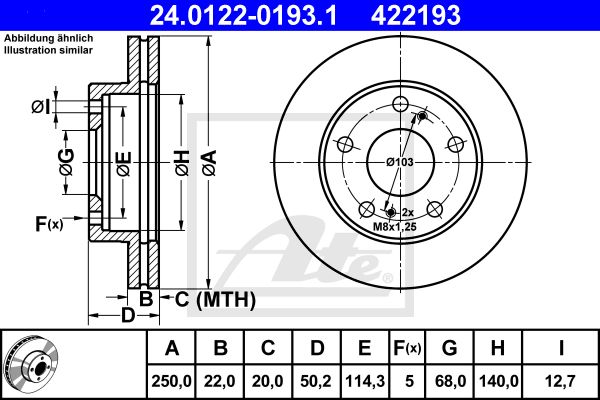 24.0122-0193.1 422193
Abbildung ähnlich
Illustration similar
ØI
ØG
ØE
ØH
ØA
F(x)
Ø103
2x
M8x1,25
B
C (MTH)
D
Ate
®
A B C D E F(x) G H I
250,0 22,0 20,0 50,2 114,3 5 68,0 140,0 12,7